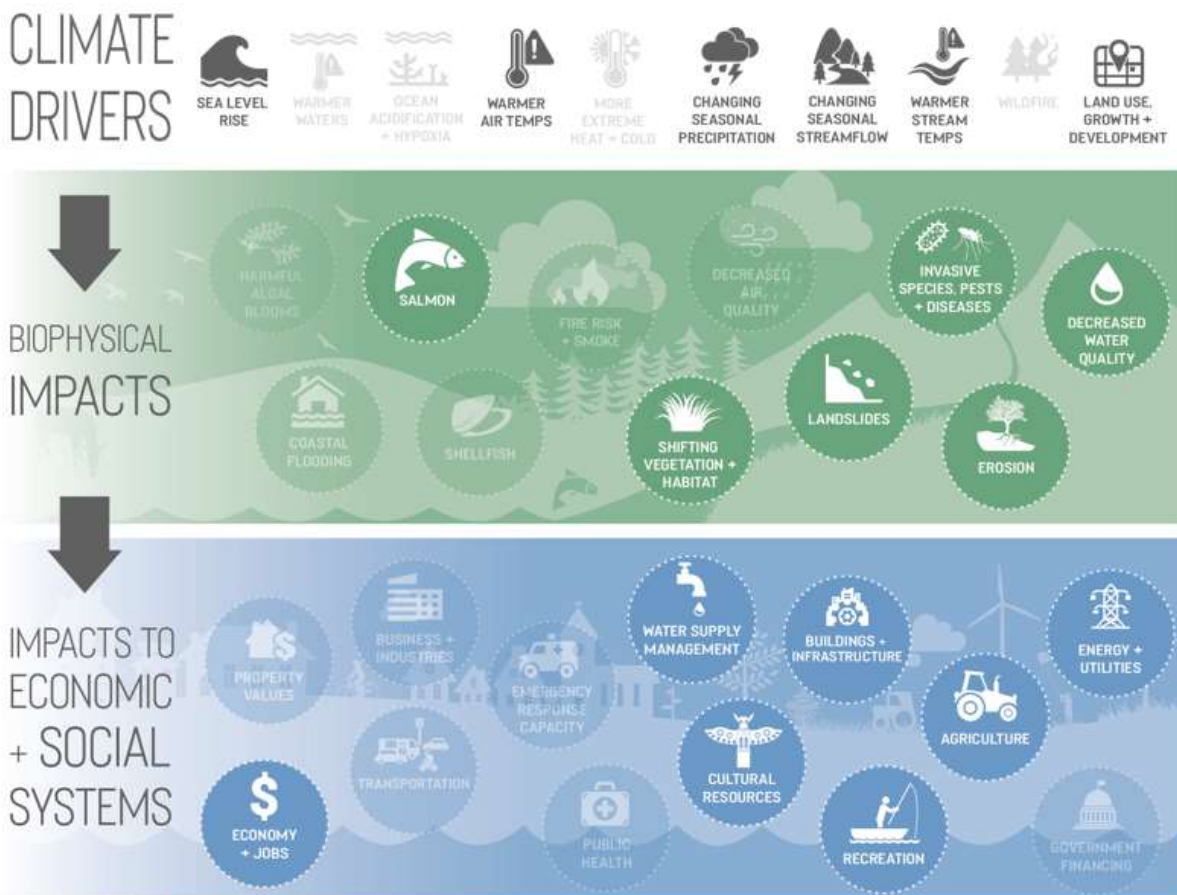 CLIMATE
DRIVERS
SEA LEVEL
RISE
WARMER
WATERS
OCEAN
ACIDIFICATION
+ HYPOXIA
WARMER
AIR TEMPS
MORE
EXTREME
HEAT + COLD
CHANGING
SEASONAL
PRECIPITATION
CHANGING
SEASONAL
STREAMFLOW
WARMER
STREAM
TEMPS
WILDFIRE
LAND USE,
GROWTH +
DEVELOPMENT
BIOPHYSICAL
IMPACTS
HARMFUL
ALGAL
BLOOMS
SALMON
FIRE RISK
+ SMOKE
DECREASED
AIR
QUALITY
INVASIVE
SPECIES, PESTS
+ DISEASES
DECREASED
WATER
QUALITY
COASTAL
FLOODING
SHELLFISH
SHIFTING
VEGETATION +
HABITAT
LANDSLIDES
EROSION
IMPACTS TO
ECONOMIC
+ SOCIAL
SYSTEMS
PROPERTY
VALUES
BUSINESS +
INDUSTRIES
EMERGENCY
RESPONSE
CAPACITY
WATER SUPPLY
MANAGEMENT
BUILDINGS +
INFRASTRUCTURE
ENERGY +
UTILITIES
$
ECONOMY
+ JOBS
TRANSPORTATION
PUBLIC
HEALTH
CULTURAL
RESOURCES
AGRICULTURE
RECREATION
GOVERNMENT
FINANCING